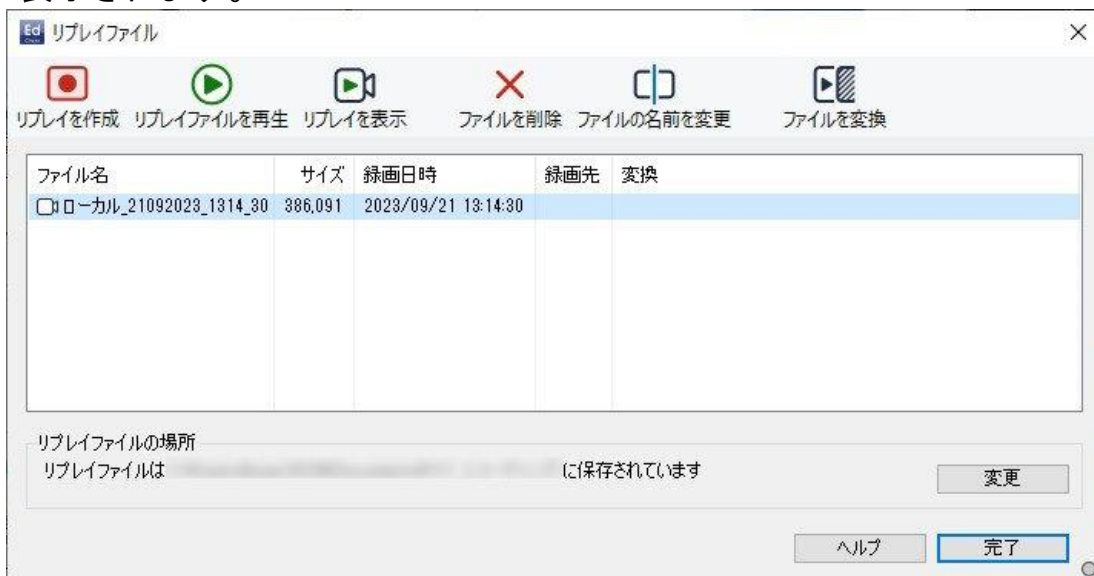 表示されます。
Ed
リプレイファイル
リプレイを作成 リプレイファイルを再生 リプレイを表示 ファイルを削除 ファイルの名前を変更 ファイルを変換
ファイル名 サイズ 録画日時 録画先 変換
ローカル_21092023_1314_30 386,091 2023/09/21 13:14:30
リプレイファイルの場所
リプレイファイルは に保存されています 変更
ヘルプ 完了